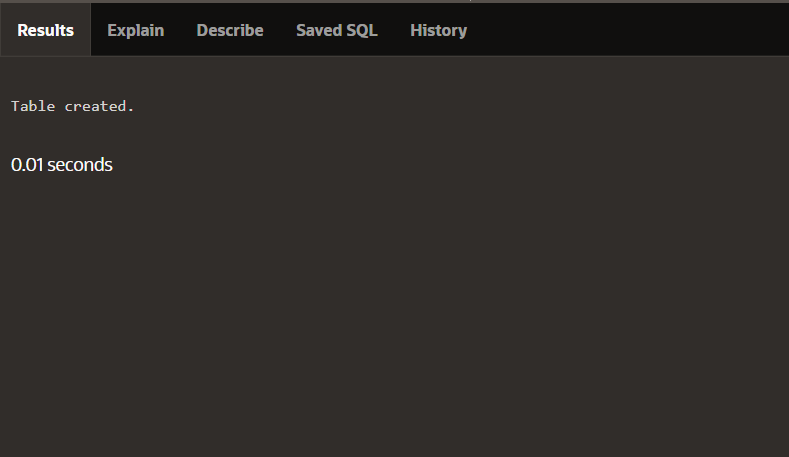 Results Explain Describe Saved SQL History
Table created.
0.01 seconds